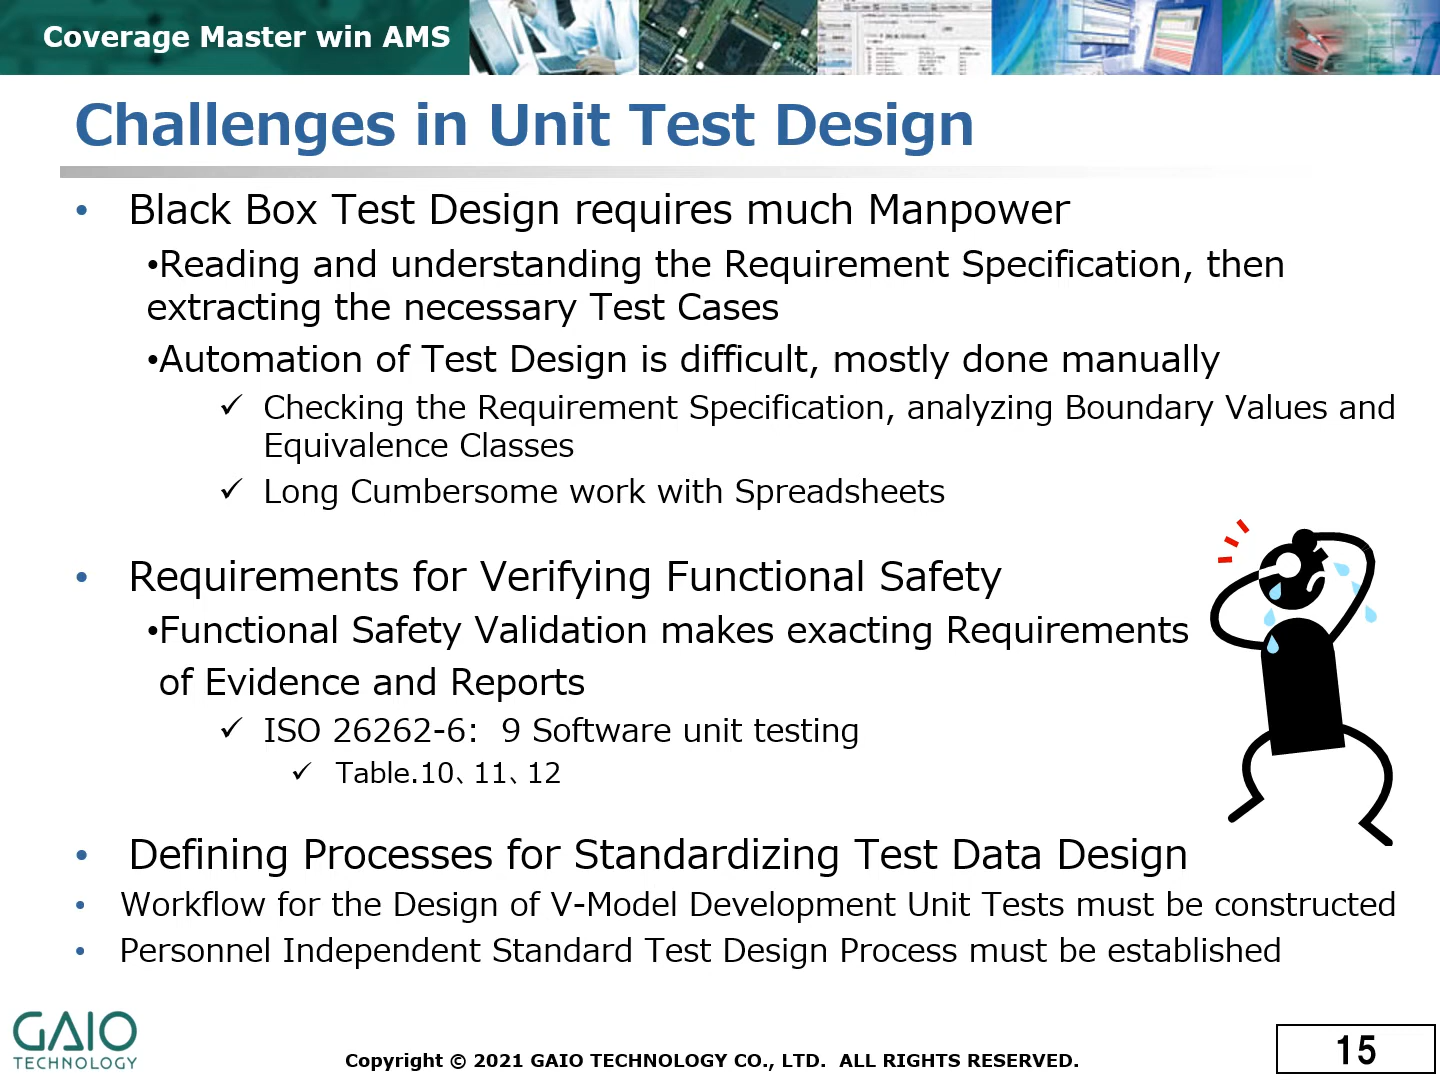 Coverage Master win AMS
Challenges in Unit Test Design
• Black Box Test Design requires much Manpower
•Reading and understanding the Requirement Specification, then
extracting the necessary Test Cases
•Automation of Test Design is difficult, mostly done manually
✓ Checking the Requirement Specification, analyzing Boundary Values and
Equivalence Classes
✓ Long Cumbersome work with Spreadsheets
• Requirements for Verifying Functional Safety
•Functional Safety Validation makes exacting Requirements
of Evidence and Reports
✓ ISO 26262-6: 9 Software unit testing
✓ Table.10、11、12
• Defining Processes for Standardizing Test Data Design
• Workflow for the Design of V-Model Development Unit Tests must be constructed
• Personnel Independent Standard Test Design Process must be established
GAIO
TECHNOLOGY
Copyright © 2021 GAIO TECHNOLOGY CO., LTD. ALL RIGHTS RESERVED.
15